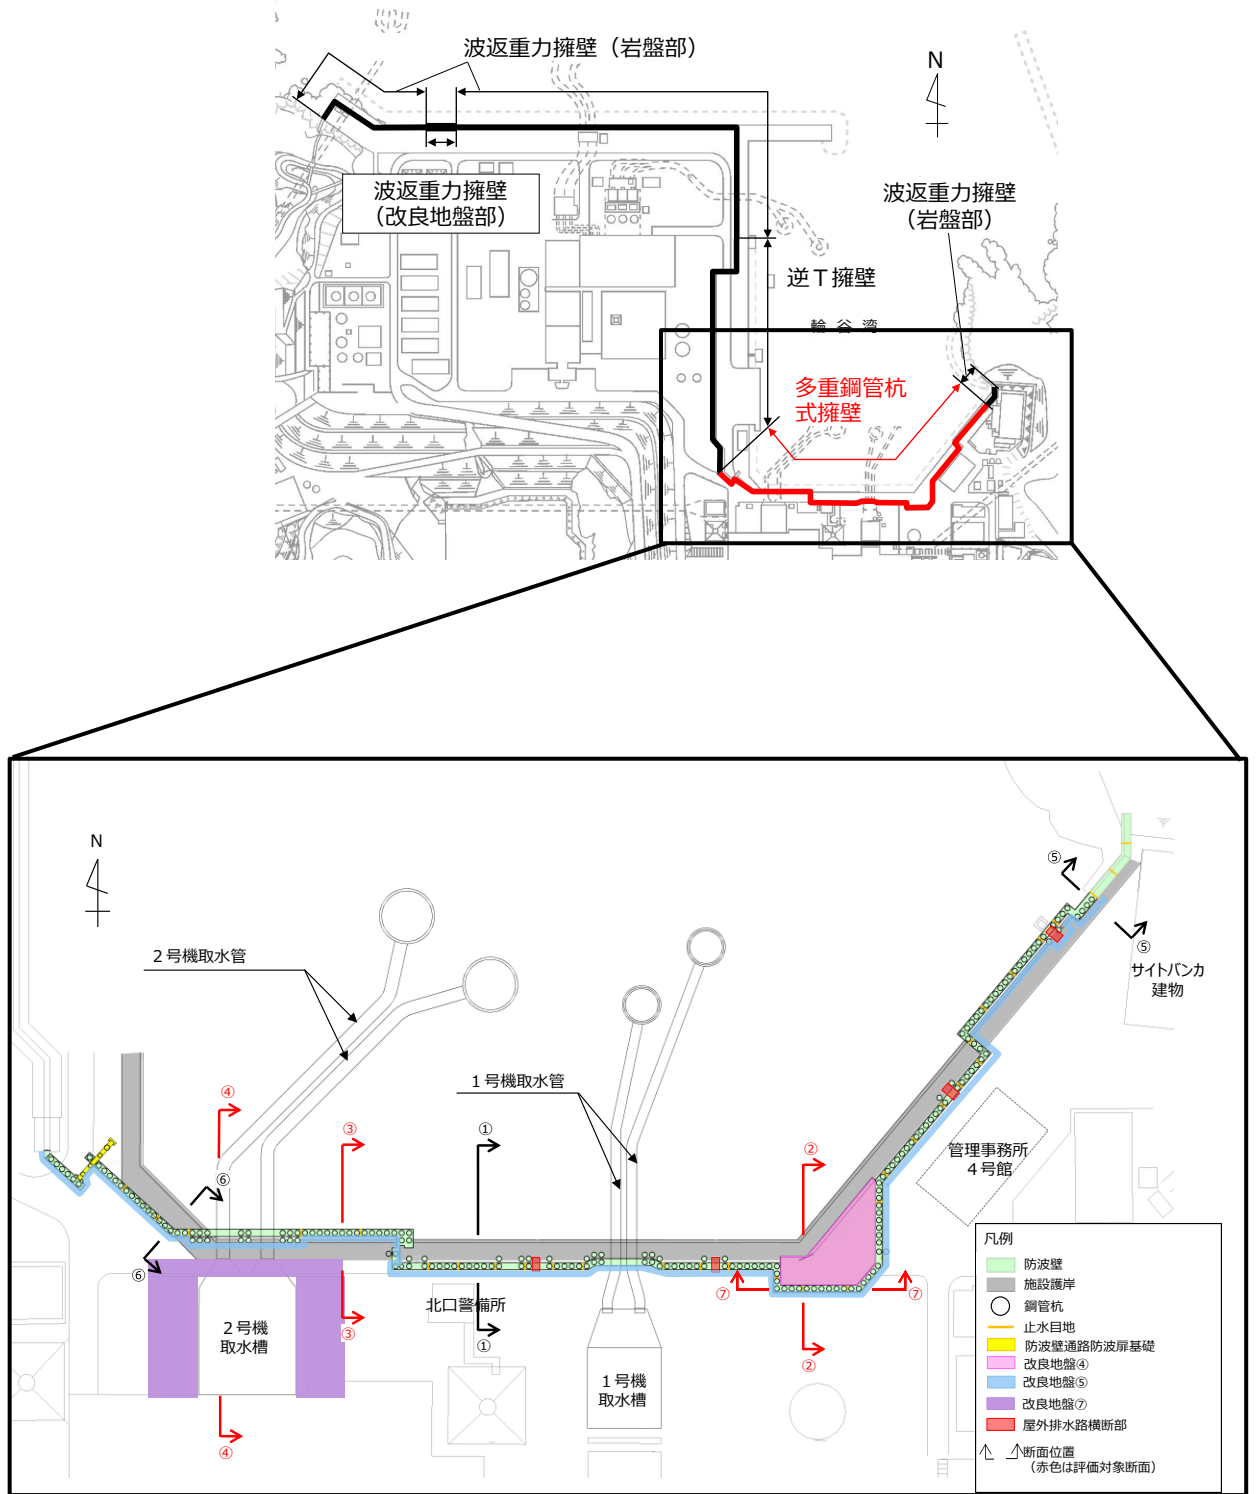 波返重力擁壁（岩盤部）
N
波返重力擁壁
（改良地盤部）
波返重力擁壁
（岩盤部）
逆Ｔ擁壁
輪谷湾
多重鋼管杭
式擁壁
N
２号機取水管
１号機取水管
⑤
⑤
サイトバンカ
建物
④
③
①
②
⑥
⑥
管理事務所
４号館
⑦
⑦
北口警備所
２号機
取水槽
③
①
②
１号機
取水槽
④
凡例
防波壁
施設護岸
鋼管杭
止水目地
防波壁通路防波扉基礎
改良地盤④
改良地盤⑤
改良地盤⑦
屋外排水路横断部
断面位置
（赤色は評価対象断面）